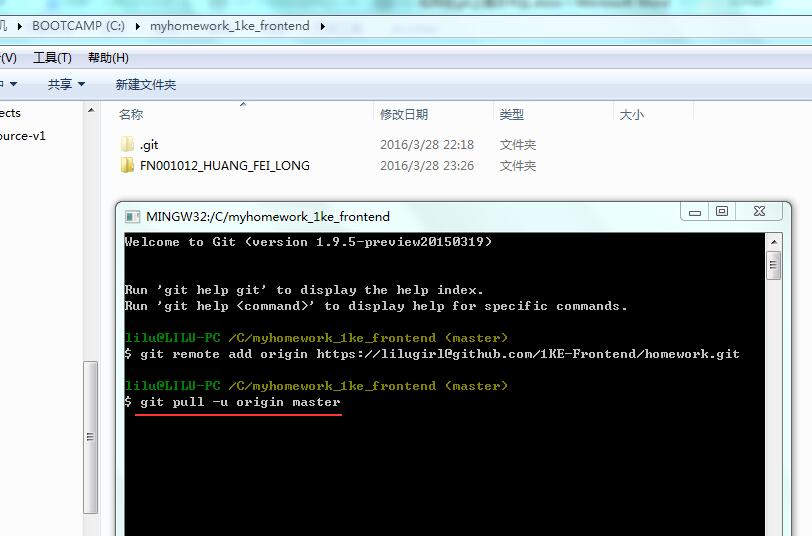 BOOTCAMP (C:) myhomework_1ke_frontend
(V) 工具(T) 帮助(H)
共享 新建文件夹
ects
ource-v1
名称 修改日期 类型 大小
.git 2016/3/28 22:18 文件夹
FN001012_HUANG_FEI_LONG 2016/3/28 23:26 文件夹
MINGW32:/C/myhomework_1ke_frontend
Welcome to Git (version 1.9.5-preview20150319)
Run 'git help git' to display the help index.
Run 'git help <command>' to display help for specific commands.
lilu@LILU-PC /C/myhomework_1ke_frontend (master)
$ git remote add origin https://lilugirl@github.com/1KE-Frontend/homework.git
lilu@LILU-PC /C/myhomework_1ke_frontend (master)
$ git pull -u origin master